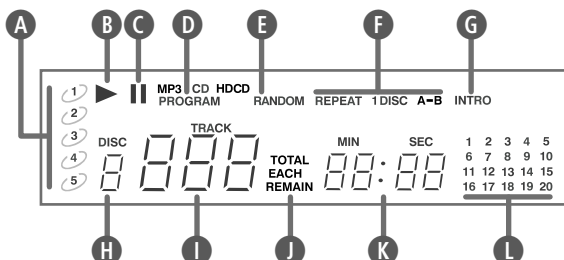 A B C D E F G
1 MP3 CD HDCD
PROGRAM RANDOM REPEAT 1 DISC A-B INTRO
2
3 DISC TRACK MIN SEC 1 2 3 4 5
4 TOTAL 6 7 8 9 10
EACH 11 12 13 14 15
5 REMAIN 16 17 18 19 20
8 888 88:88
H I J K L